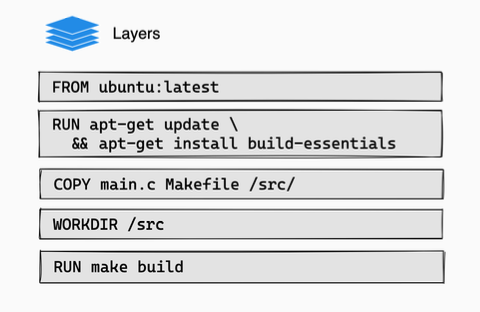 Layers
FROM ubuntu:latest
RUN apt-get update \
&& apt-get install build-essentials
COPY main.c Makefile /src/
WORKDIR /src
RUN make build